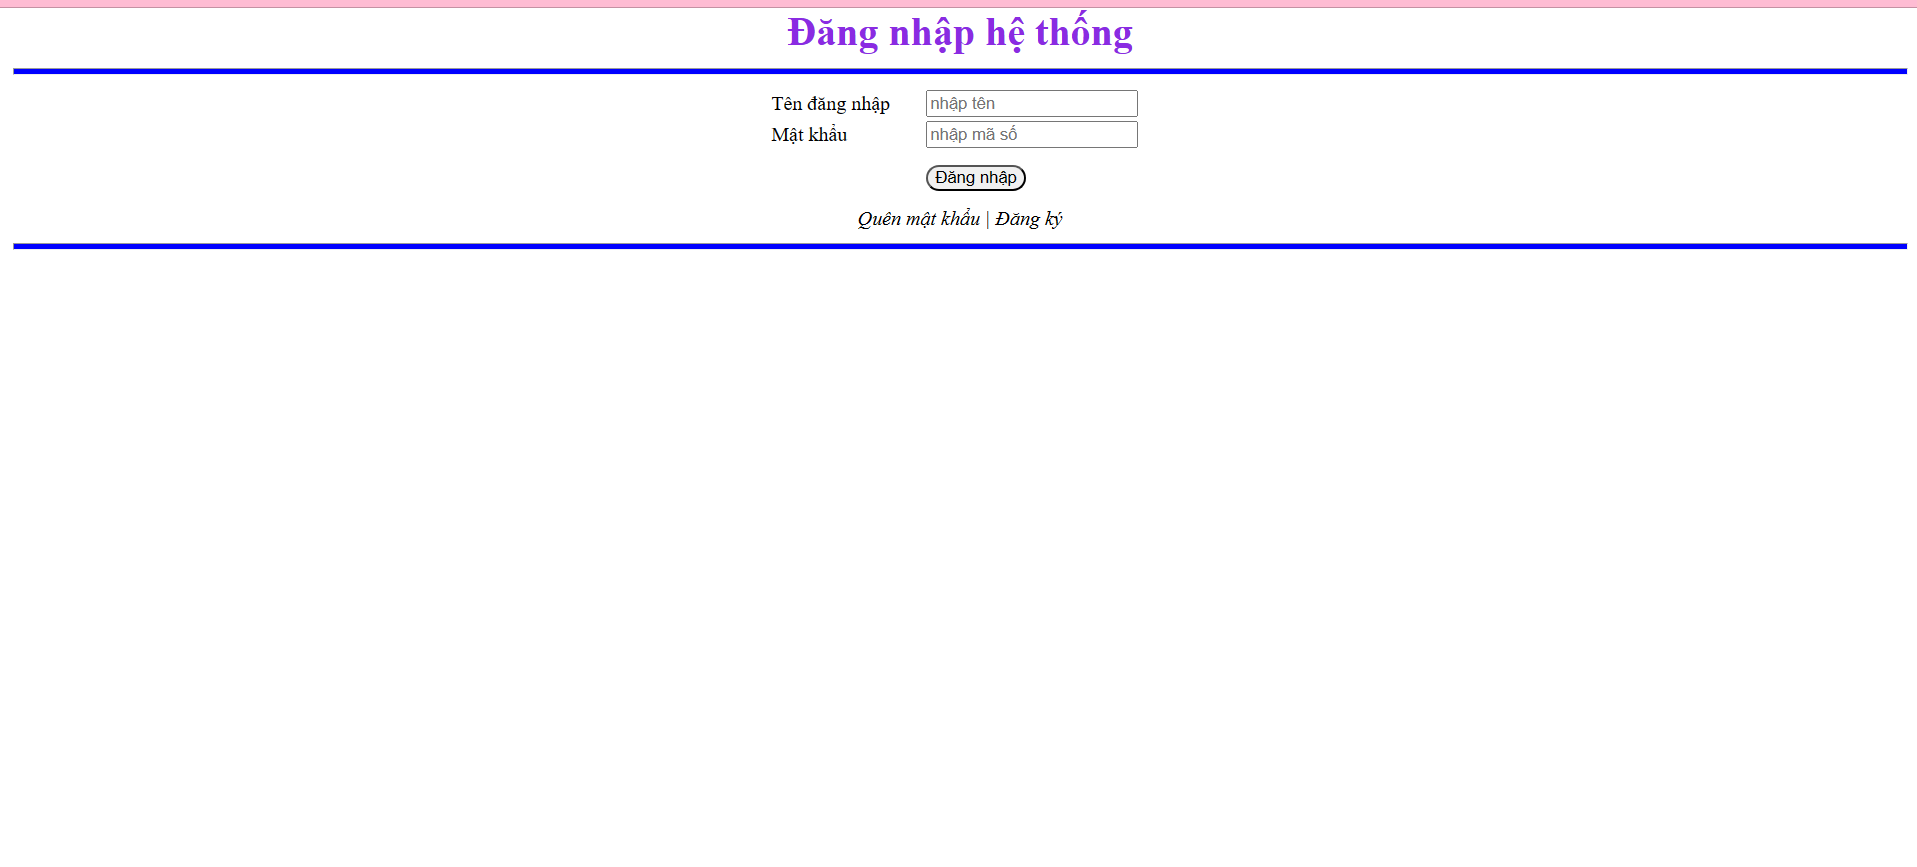 Đăng nhập hệ thống
Tên đăng nhập nhập tên
Mật khẩu nhập mã số
Đăng nhập
Quên mật khẩu | Đăng ký